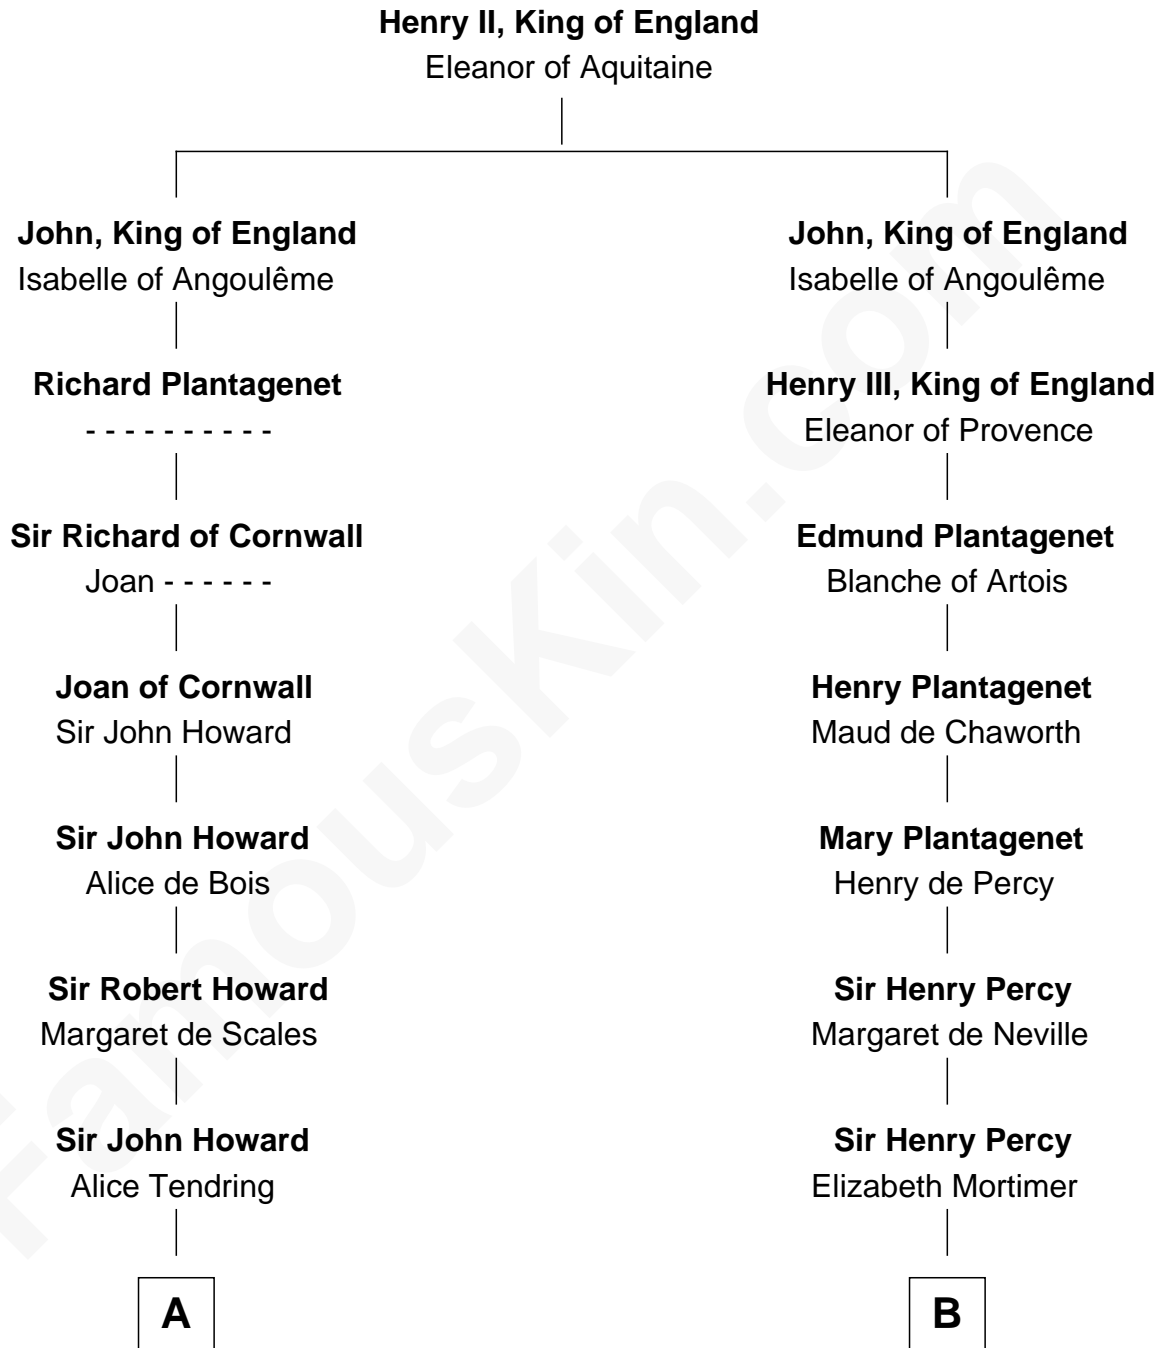 Henry II, King of England
Eleanor of Aquitaine
John, King of England
Isabelle of Angoulême
John, King of England
Isabelle of Angoulême
Richard Plantagenet
- - - - - - - - - -
Henry III, King of England
Eleanor of Provence
Sir Richard of Cornwall
Joan - - - - - -
Edmund Plantagenet
Blanche of Artois
Joan of Cornwall
Sir John Howard
Henry Plantagenet
Maud de Chaworth
Sir John Howard
Alice de Bois
Mary Plantagenet
Henry de Percy
Sir Robert Howard
Margaret de Scales
Sir Henry Percy
Margaret de Neville
Sir John Howard
Alice Tendring
Sir Henry Percy
Elizabeth Mortimer
A
B
FamousKin.com